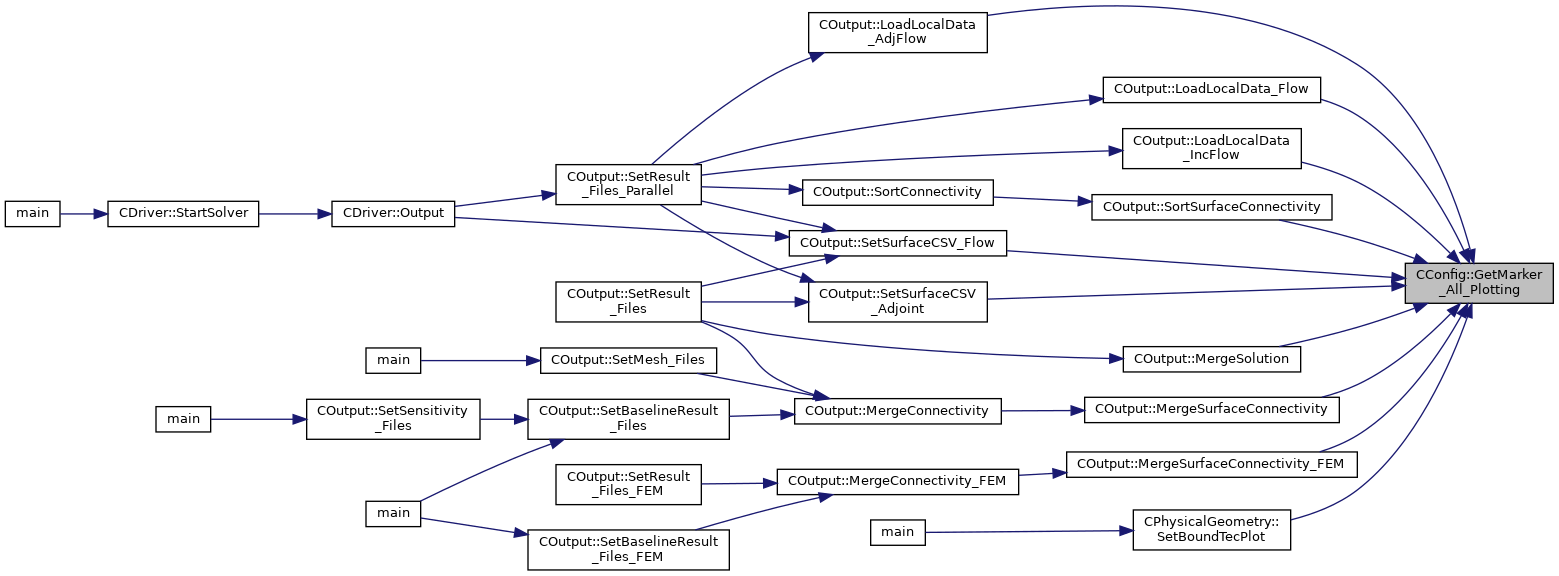 COutput::LoadLocalData
_AdjFlow
COutput::LoadLocalData_Flow
COutput::LoadLocalData
_IncFlow
COutput::SetResult
_Files_Parallel
COutput::SortConnectivity
COutput::SortSurfaceConnectivity
main
CDriver::StartSolver
CDriver::Output
COutput::SetSurfaceCSV_Flow
CConfig::GetMarker
_All_Plotting
COutput::SetResult
_Files
COutput::SetSurfaceCSV
_Adjoint
main
COutput::SetMesh_Files
COutput::MergeSolution
main
COutput::SetSensitivity
_Files
COutput::SetBaselineResult
_Files
COutput::MergeConnectivity
COutput::MergeSurfaceConnectivity
COutput::SetResult
_Files_FEM
COutput::MergeConnectivity_FEM
COutput::MergeSurfaceConnectivity_FEM
main
COutput::SetBaselineResult
_Files_FEM
main
CPhysicalGeometry::
SetBoundTecPlot